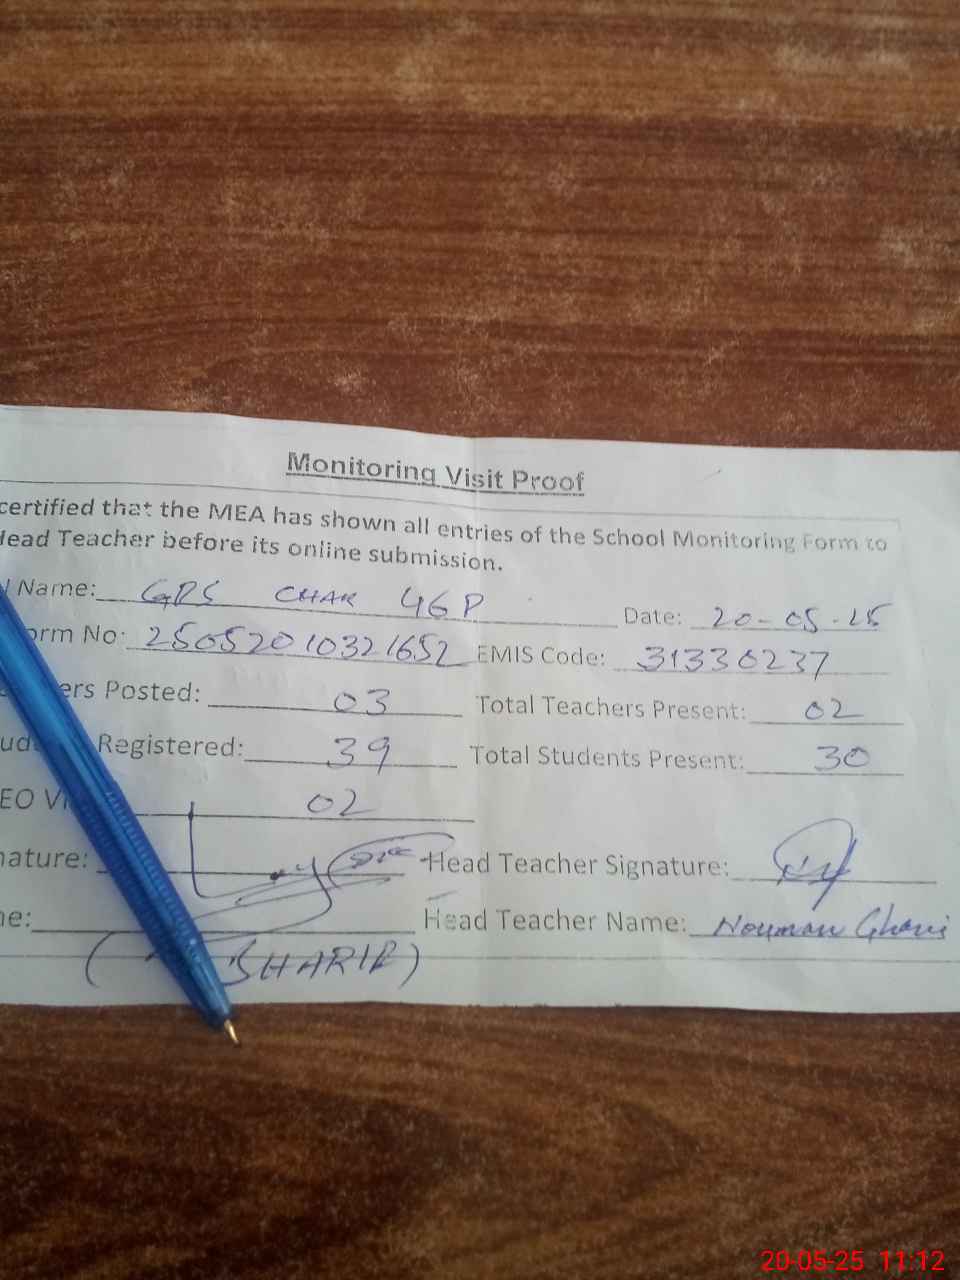 Monitoring Visit Proof
certified that the MEA has shown all entries of the School Monitoring Form to
Head Teacher before its online submission.
Name: GPS CHAK 46P Date: 20-05-25
orm No: 25052010321652 EMIS Code: 31330237
ers Posted: 03 Total Teachers Present: 02
ud Registered: 39 Total Students Present: 30
EO Vi 02
nature: Head Teacher Signature:
ne: Head Teacher Name: Nouman Ghani
20-05-25 11:12